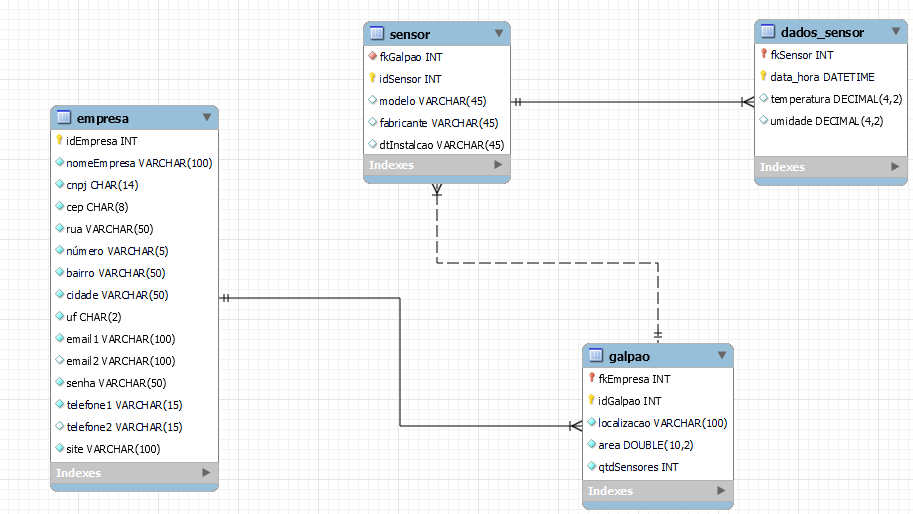 empresa
idEmpresa INT
nomeEmpresa VARCHAR(100)
cnpj CHAR(14)
cep CHAR(8)
rua VARCHAR(50)
número VARCHAR(5)
bairro VARCHAR(50)
cidade VARCHAR(50)
uf CHAR(2)
email1 VARCHAR(100)
email2 VARCHAR(100)
senha VARCHAR(50)
telefone1 VARCHAR(15)
telefone2 VARCHAR(15)
site VARCHAR(100)
Indexes
sensor
fkGalpao INT
idSensor INT
modelo VARCHAR(45)
fabricante VARCHAR(45)
dtInstalcao VARCHAR(45)
Indexes
dados_sensor
fkSensor INT
data_hora DATETIME
temperatura DECIMAL(4,2)
umidade DECIMAL(4,2)
Indexes
galpao
fkEmpresa INT
idGalpao INT
localizacao VARCHAR(100)
area DOUBLE(10,2)
qtdSensores INT
Indexes